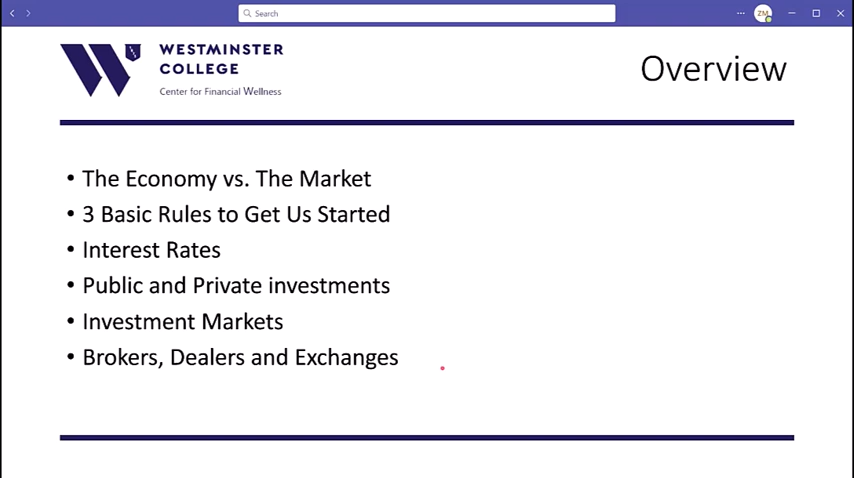 Search
ZM
WESTMINSTER
COLLEGE
Center for Financial Wellness
Overview
• The Economy vs. The Market
• 3 Basic Rules to Get Us Started
• Interest Rates
• Public and Private investments
• Investment Markets
• Brokers, Dealers and Exchanges